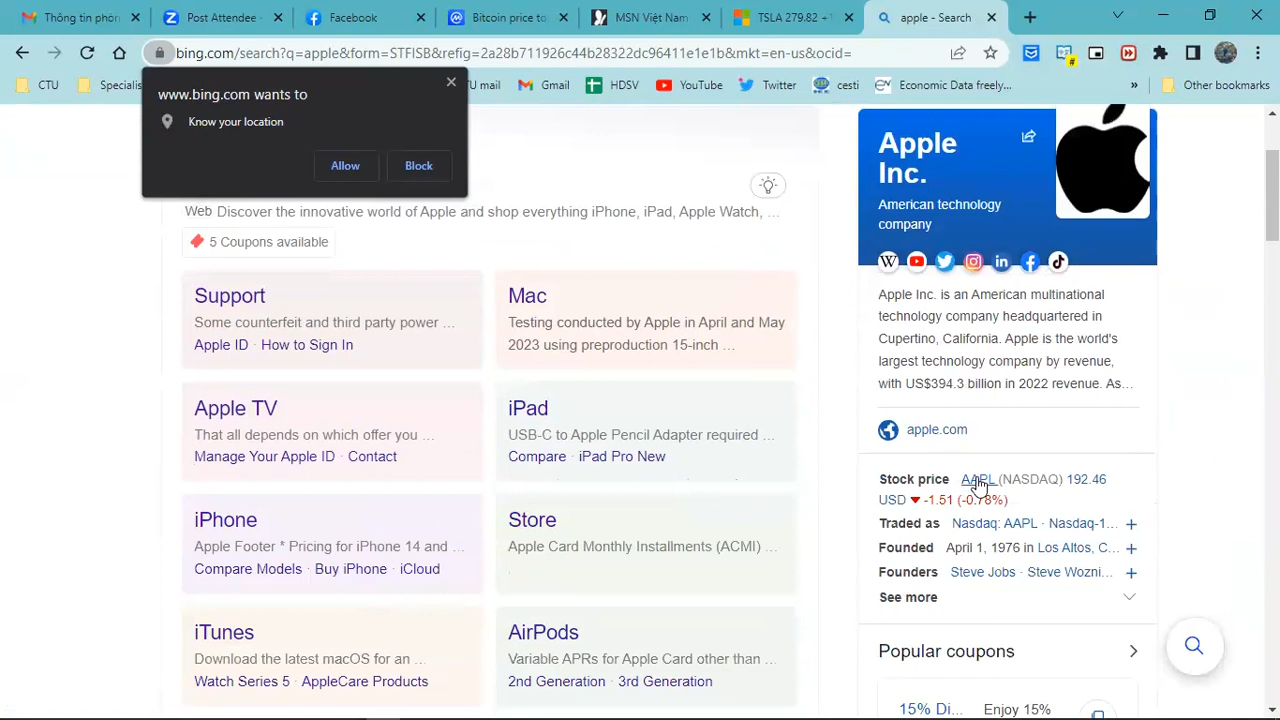 Thông tin phòn
Post Attendee -
Facebook
Bitcoin price to
MSN Việt Nam
TSLA 279.82 +
apple - Search
bing.com/search?q=apple&form=STFISB&refig=2a28b711926c44b28322dc96411e1e1b&mkt=en-us&ocid=
CTU
Specialis
TU mail
Gmail
HDSV
YouTube
Twitter
cesti
Economic Data freely...
»
Other bookmarks
www.bing.com wants to
Know your location
Allow
Block
Web Discover the innovative world of Apple and shop everything iPhone, iPad, Apple Watch, ...
5 Coupons available
Support
Some counterfeit and third party power ...
Apple ID · How to Sign In
Mac
Testing conducted by Apple in April and May
2023 using preproduction 15-inch ...
Apple TV
That all depends on which offer you ...
Manage Your Apple ID · Contact
iPad
USB-C to Apple Pencil Adapter required ...
Compare · iPad Pro New
iPhone
Apple Footer * Pricing for iPhone 14 and ...
Compare Models · Buy iPhone · iCloud
Store
Apple Card Monthly Installments (ACMI) ...
iTunes
Download the latest macOS for an ...
Watch Series 5 · AppleCare Products
AirPods
Variable APRs for Apple Card other than ...
2nd Generation · 3rd Generation
Apple
Inc.
American technology
company
W
in
Apple Inc. is an American multinational
technology company headquartered in
Cupertino, California. Apple is the world's
largest technology company by revenue,
with US$394.3 billion in 2022 revenue. As...
apple.com
Stock price AAPL (NASDAQ) 192.46
USD ▼ -1.51 (-0.78%)
Traded as Nasdaq: AAPL · Nasdaq-1... +
Founded April 1, 1976 in Los Altos, C... +
Founders Steve Jobs · Steve Wozni... +
See more
Popular coupons
15% Di...
Enjoy 15%